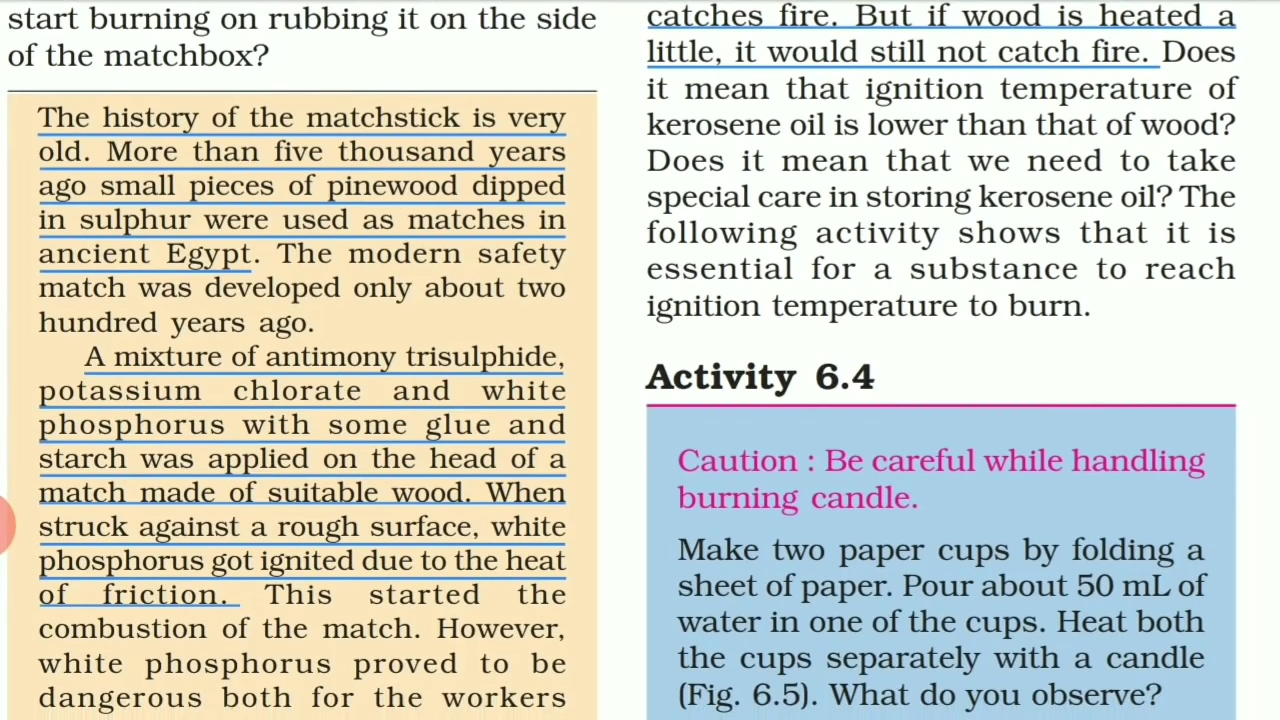 start burning on rubbing it on the side
of the matchbox?
The history of the matchstick is very
old. More than five thousand years
ago small pieces of pinewood dipped
in sulphur were used as matches in
ancient Egypt. The modern safety
match was developed only about two
hundred years ago.
A mixture of antimony trisulphide,
potassium chlorate and white
phosphorus with some glue and
starch was applied on the head of a
match made of suitable wood. When
struck against a rough surface, white
phosphorus got ignited due to the heat
of friction. This started the
combustion of the match. However,
white phosphorus proved to be
dangerous both for the workers
catches fire. But if wood is heated a
little, it would still not catch fire. Does
it mean that ignition temperature of
kerosene oil is lower than that of wood?
Does it mean that we need to take
special care in storing kerosene oil? The
following activity shows that it is
essential for a substance to reach
ignition temperature to burn.
Activity 6.4
Caution : Be careful while handling
burning candle.
Make two paper cups by folding a
sheet of paper. Pour about 50 mL of
water in one of the cups. Heat both
the cups separately with a candle
(Fig. 6.5). What do you observe?